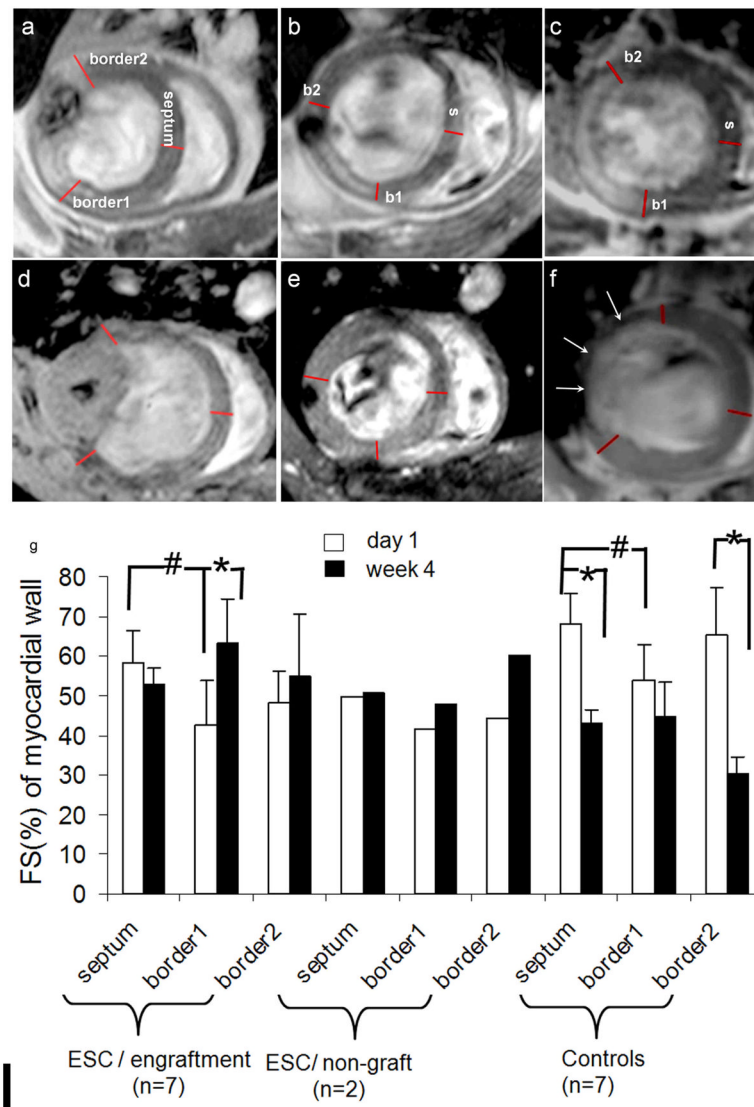 a
border2
septum
border1
b
b2
s
b1
c
b2
s
b1
d
e
f
g
# * 
day 1
week 4
#
*
*
FS(%) of myocardial wall
80
70
60
50
40
30
20
10
0
septum
border1
border2
septum
border1
border2
septum
border1
border2
ESC / engraftment
(n=7)
ESC/ non-graft
(n=2)
Controls
(n=7)